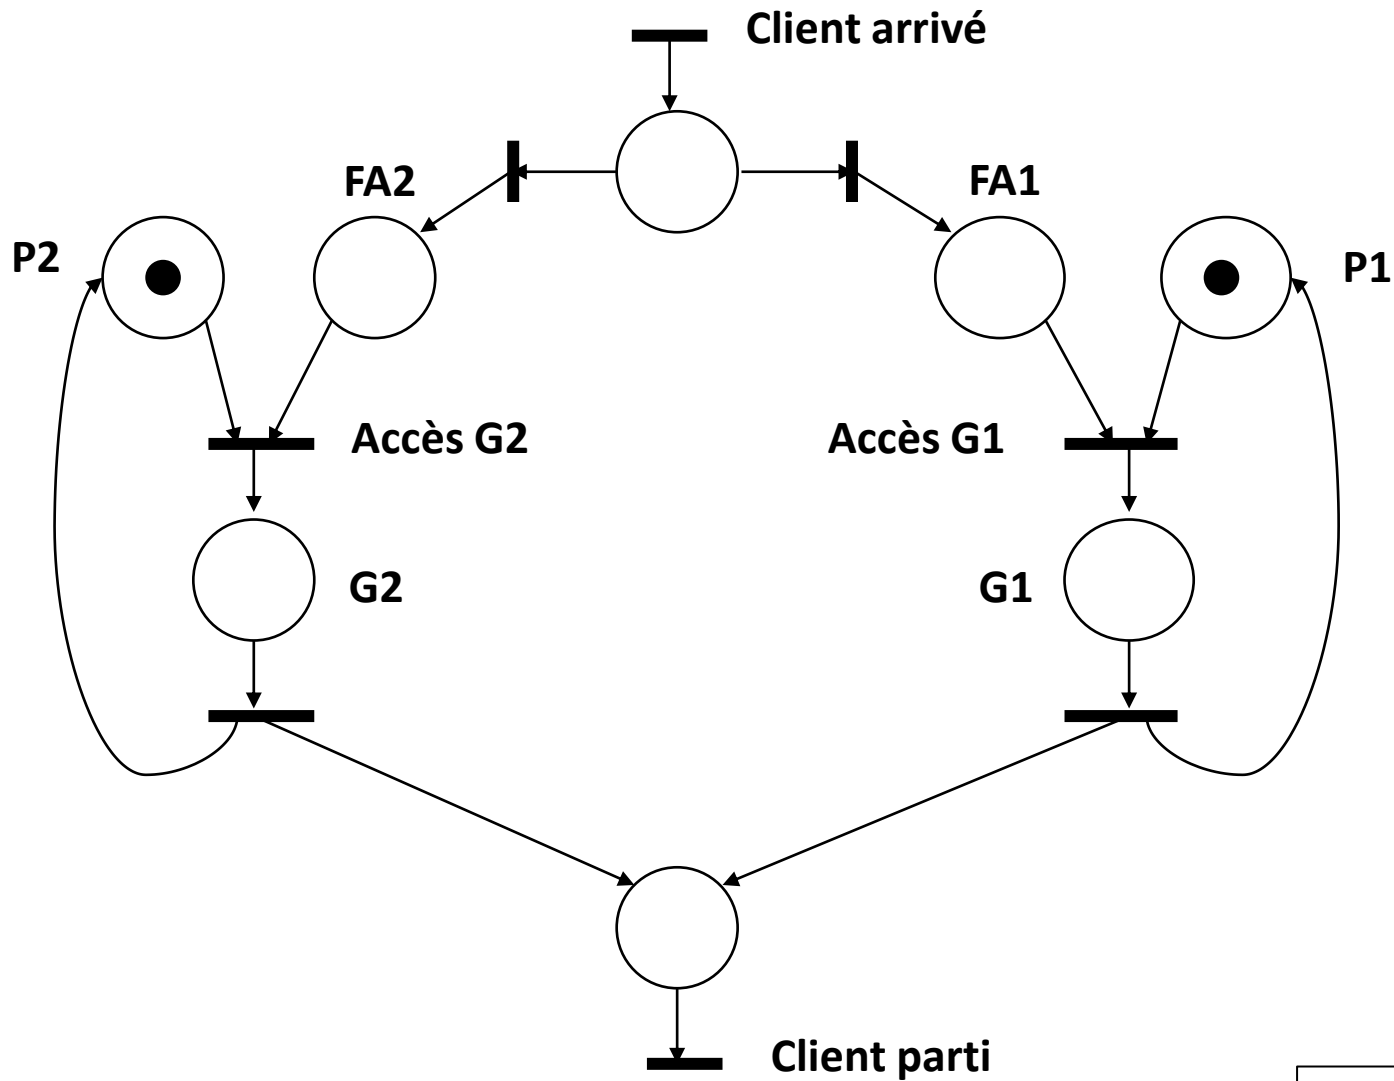 Client arrivé
FA2
FA1
P2
P1
Accès G2
Accès G1
G2
G1
Client parti